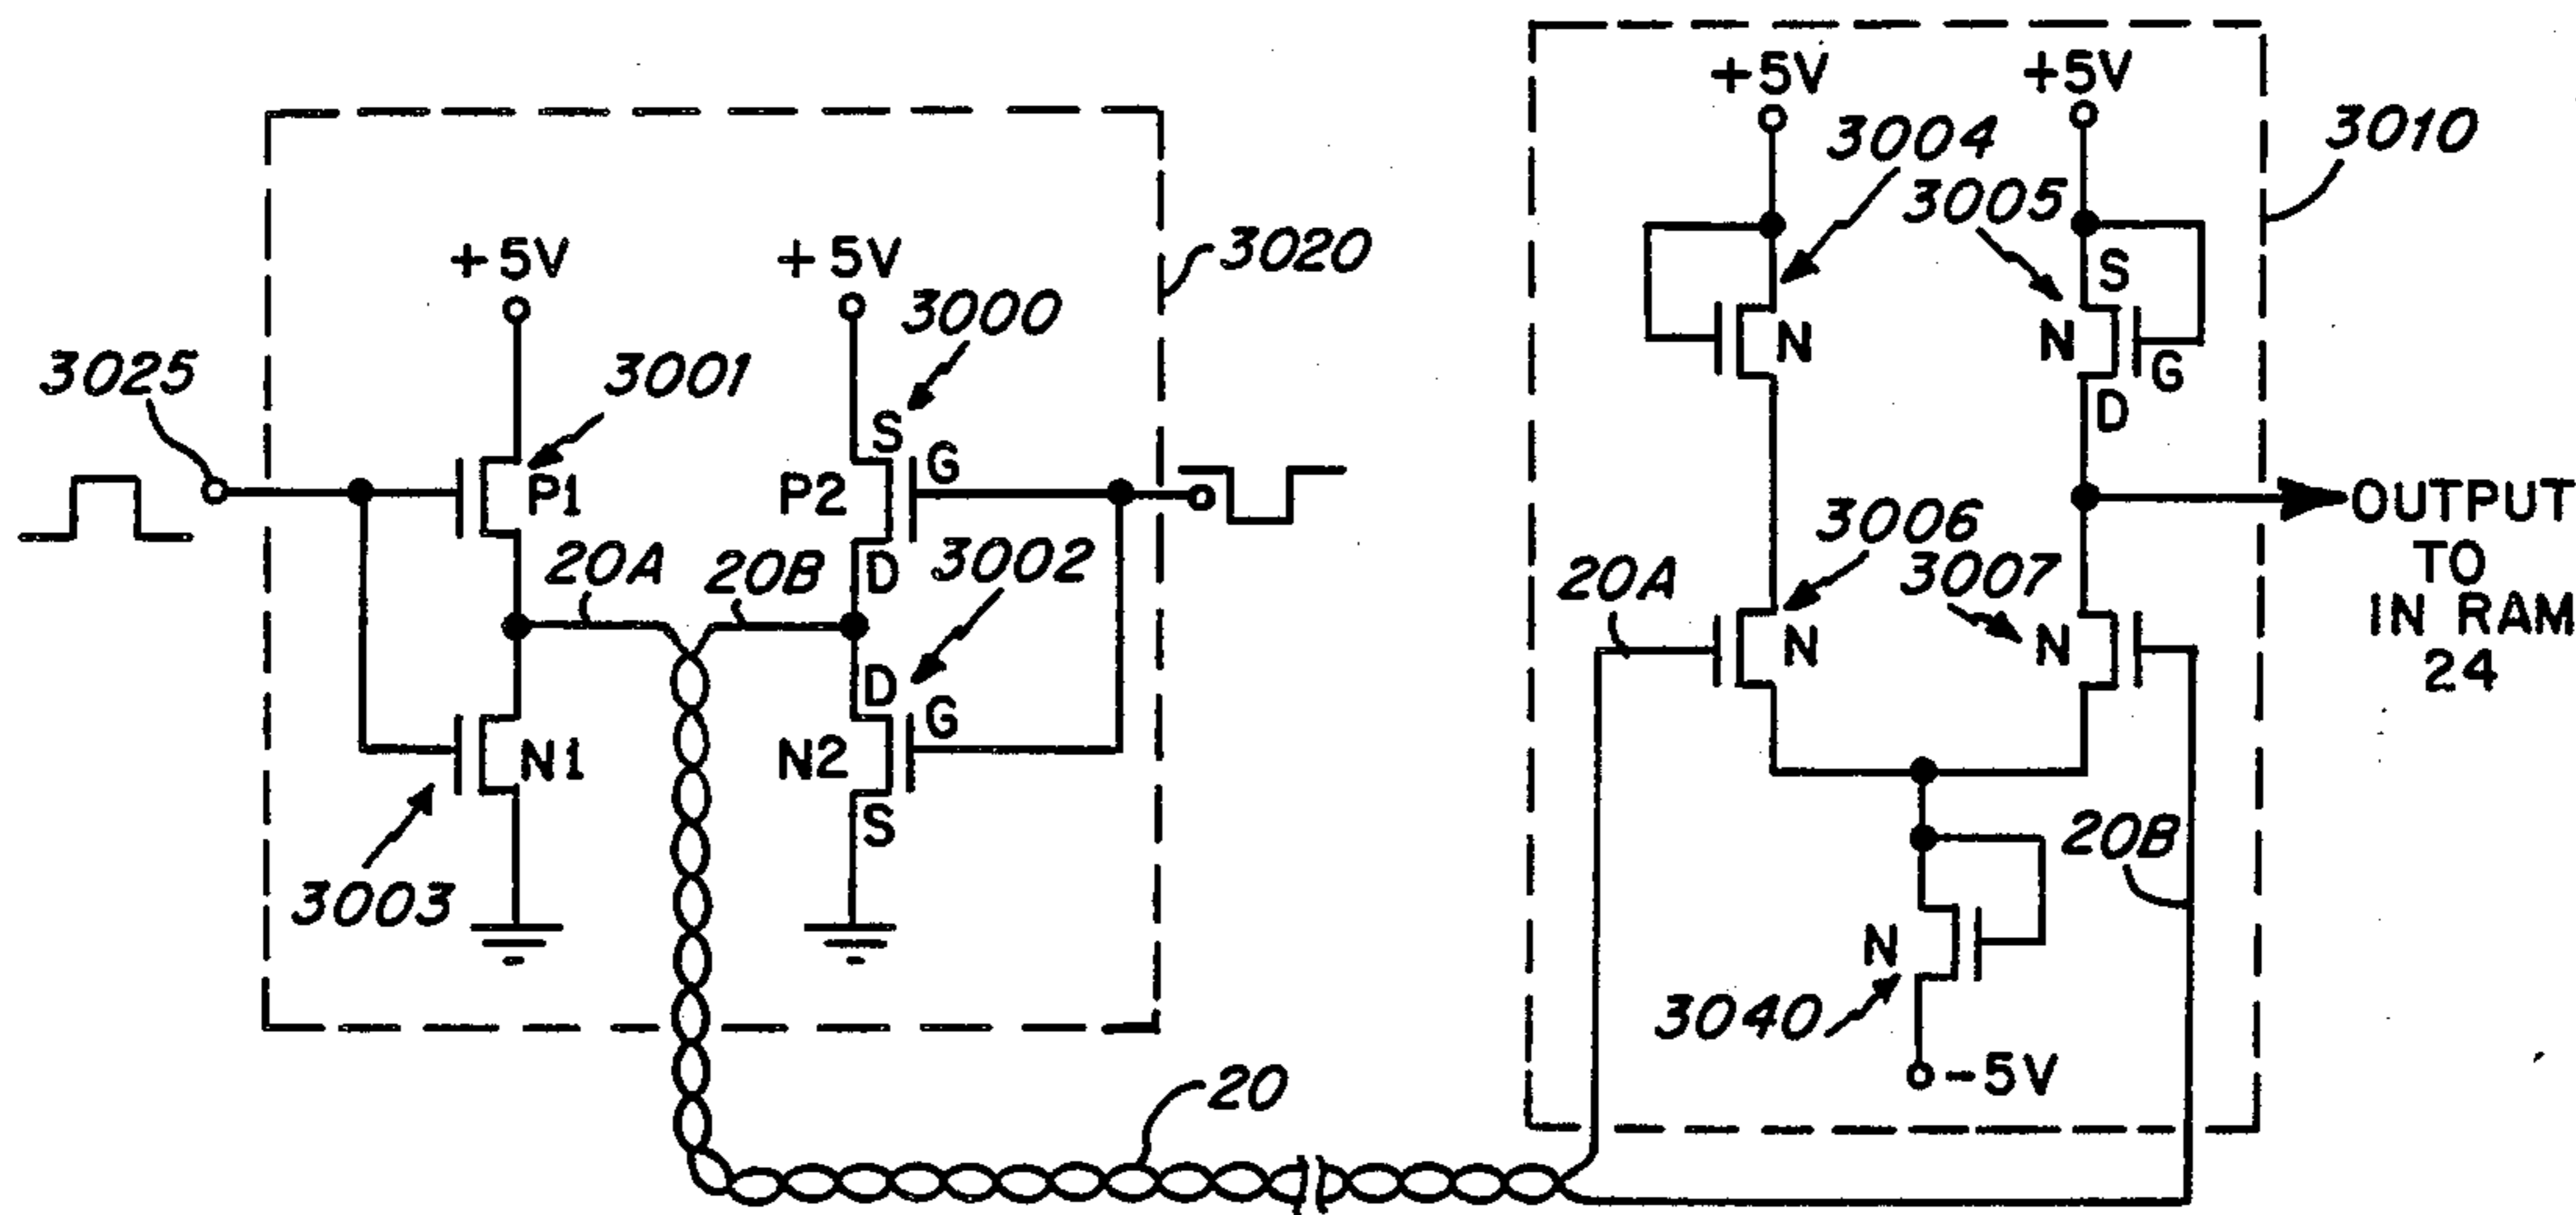 +5V
+5V
3004
3010
3005
3020
+5V
+5V
S
3000
N
N
G
3025
3001
D
S
G
P1
P2
OUTPUT
TO
IN RAM
24
3006
20A
20B
D
3002
20A
3007
N
N
D
G
N1
N2
S
20B
3003
N
3040
-5V
20